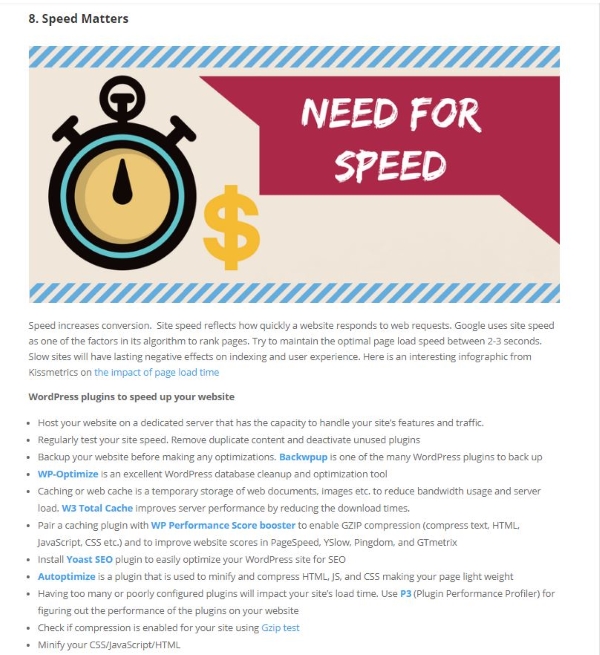 8. Speed Matters
NEED FOR
SPEED
$
Speed increases conversion. Site speed reflects how quickly a website responds to web requests. Google uses site speed
as one of the factors in its algorithm to rank pages. Try to maintain the optimal page load speed between 2-3 seconds.
Slow sites will have lasting negative effects on indexing and user experience. Here is an interesting infographic from
Kissmetrics on the impact of page load time
WordPress plugins to speed up your website
• Host your website on a dedicated server that has the capacity to handle your site's features and traffic.
• Regularly test your site speed. Remove duplicate content and deactivate unused plugins
• Backup your website before making any optimizations. Backwpup is one of the many WordPress plugins to back up
• WP-Optimize is an excellent WordPress database cleanup and optimization tool
• Caching or web cache is a temporary storage of web documents, images etc. to reduce bandwidth usage and server
load. W3 Total Cache improves server performance by reducing the download times.
• Pair a caching plugin with WP Performance Score booster to enable GZIP compression (compress text, HTML,
JavaScript, CSS etc.) and to improve website scores in PageSpeed, YSlow, Pingdom, and GTmetrix
• Install Yoast SEO plugin to easily optimize your WordPress site for SEO
• Autoptimize is a plugin that is used to minify and compress HTML, JS, and CSS making your page light weight
• Having too many or poorly configured plugins will impact your site's load time. Use P3 (Plugin Performance Profiler) for
figuring out the performance of the plugins on your website
• Check if compression is enabled for your site using Gzip test
• Minify your CSS/JavaScript/HTML